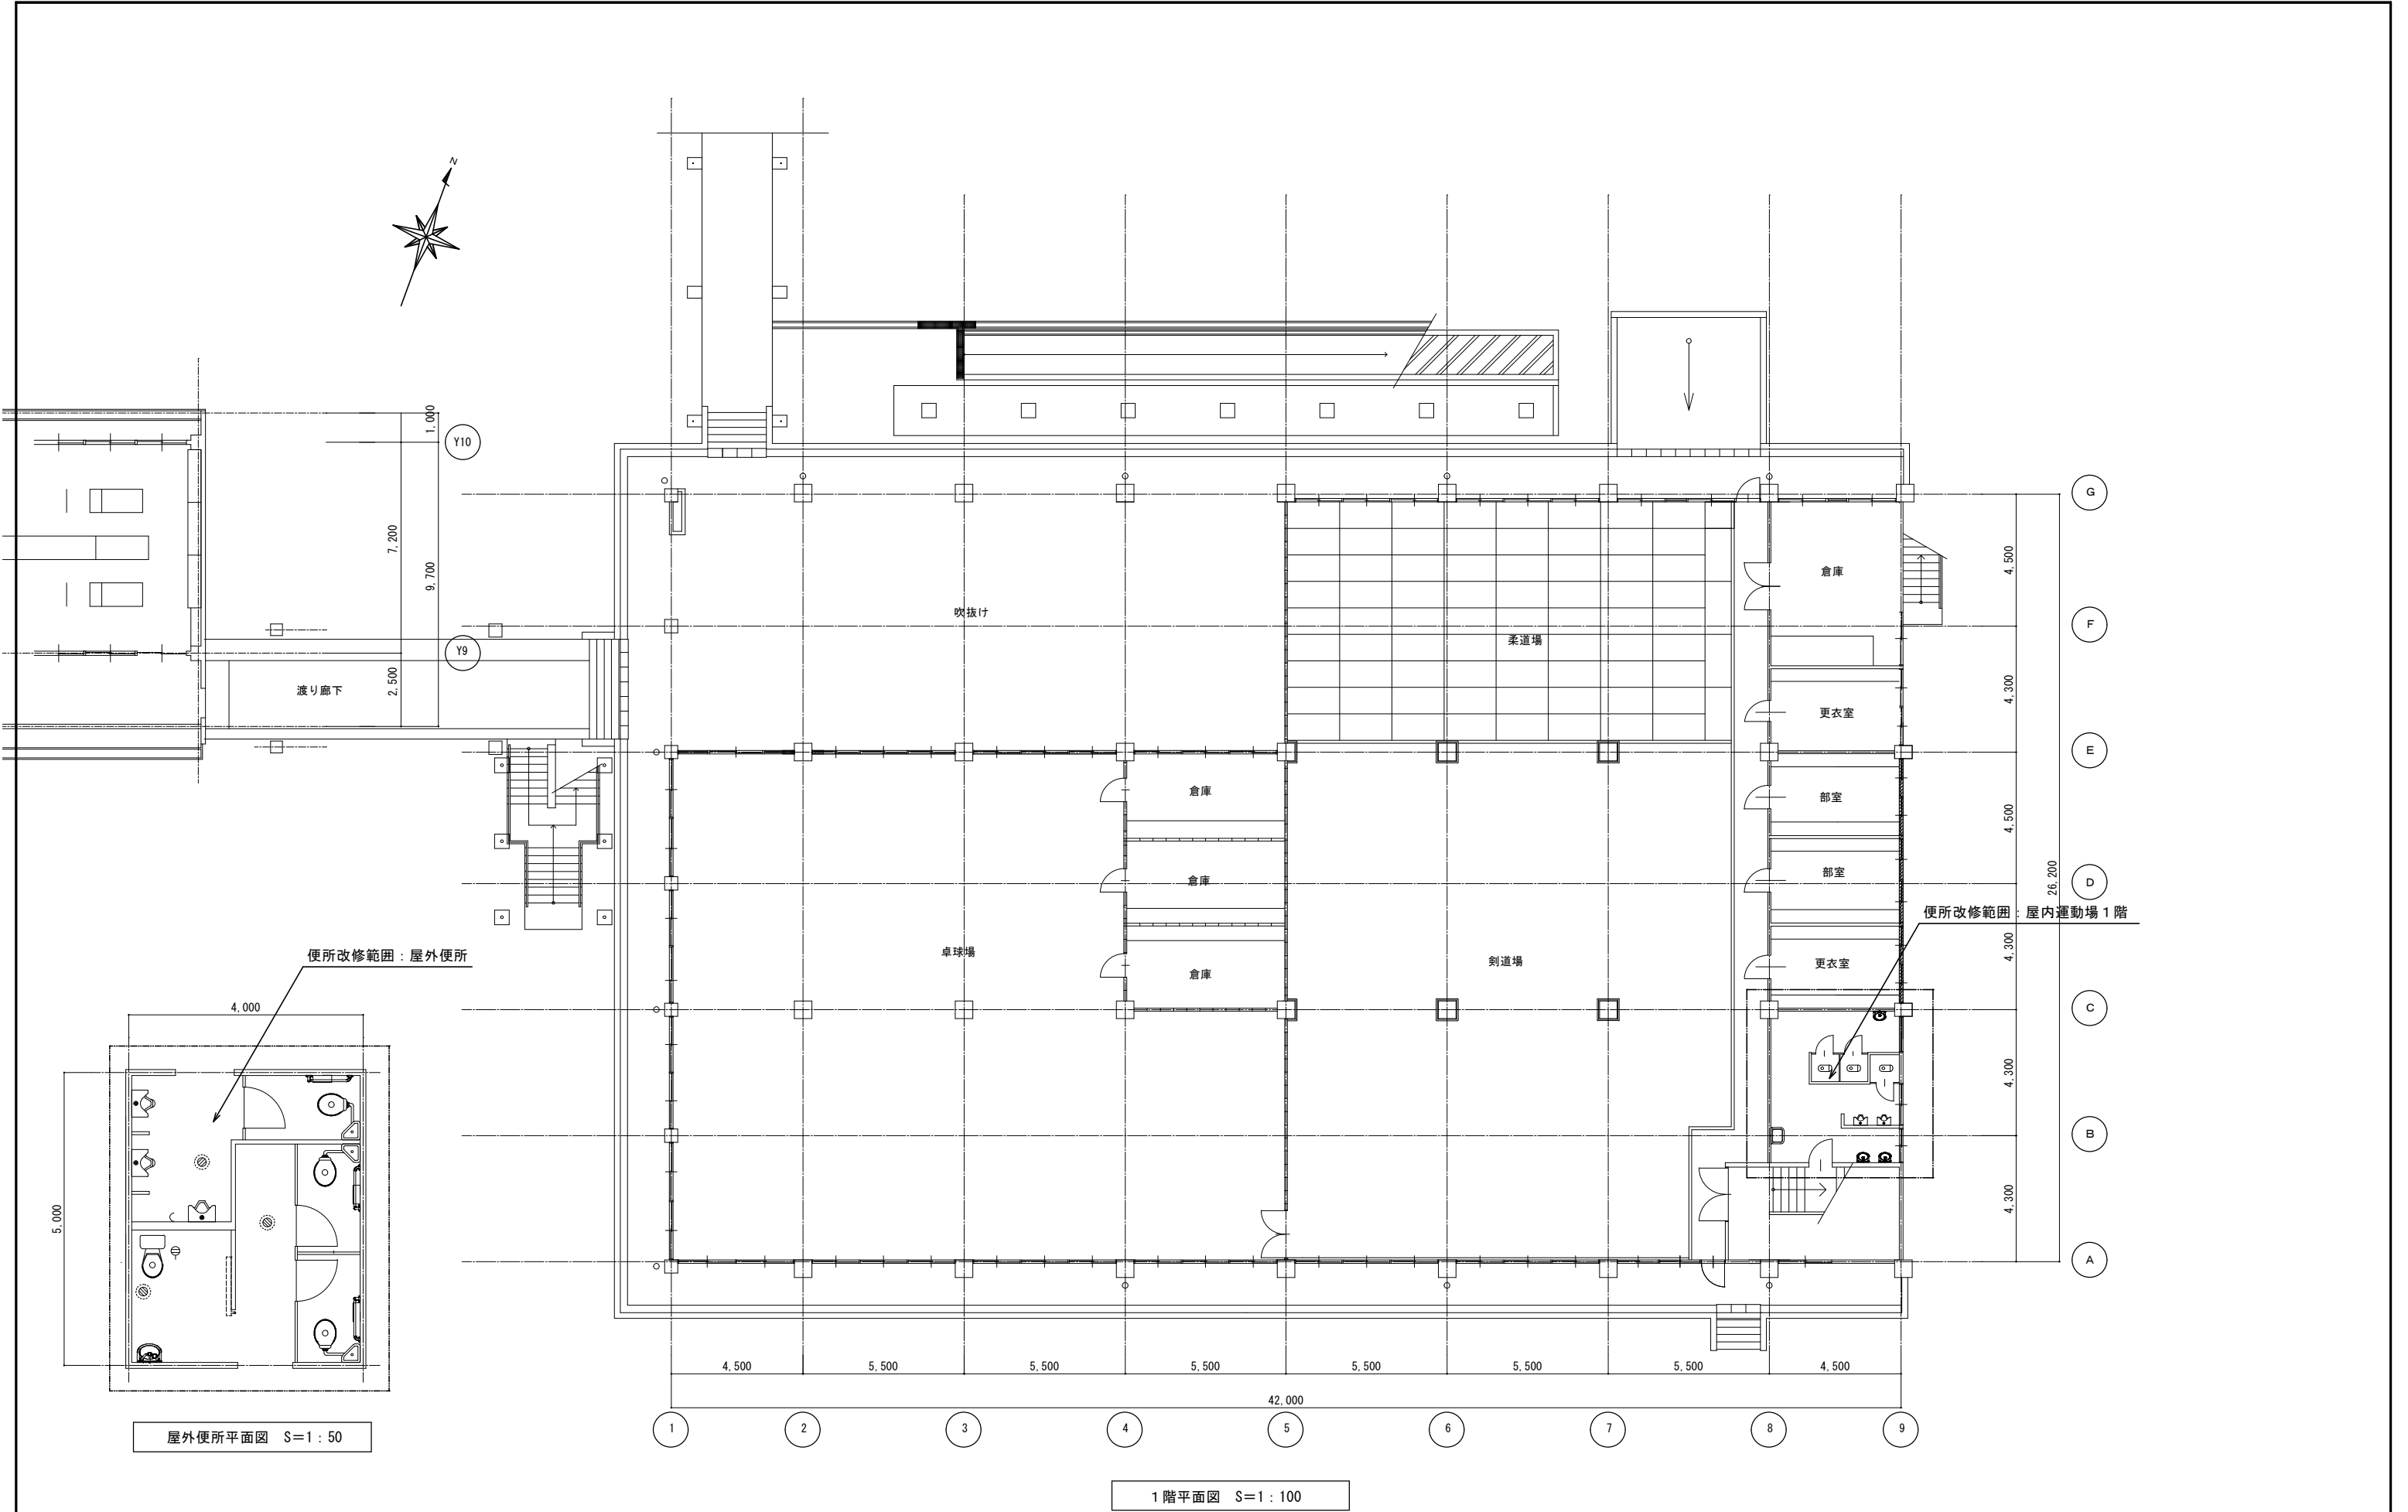 N
1,000
Y10
7,200
9,700
Y9
2,500
渡り廊下
吹抜け
柔道場
倉庫
更衣室
部室
部室
更衣室
倉庫
倉庫
倉庫
卓球場
剣道場
G
F
E
D
C
B
A
4,500
4,300
4,500
4,300
4,300
4,300
26,200
便所改修範囲：屋内運動場1階
便所改修範囲：屋外便所
4,000
5,000
屋外便所平面図　S=1：50
4,500
5,500
5,500
5,500
5,500
5,500
5,500
4,500
42,000
1
2
3
4
5
6
7
8
9
1階平面図　S=1：100